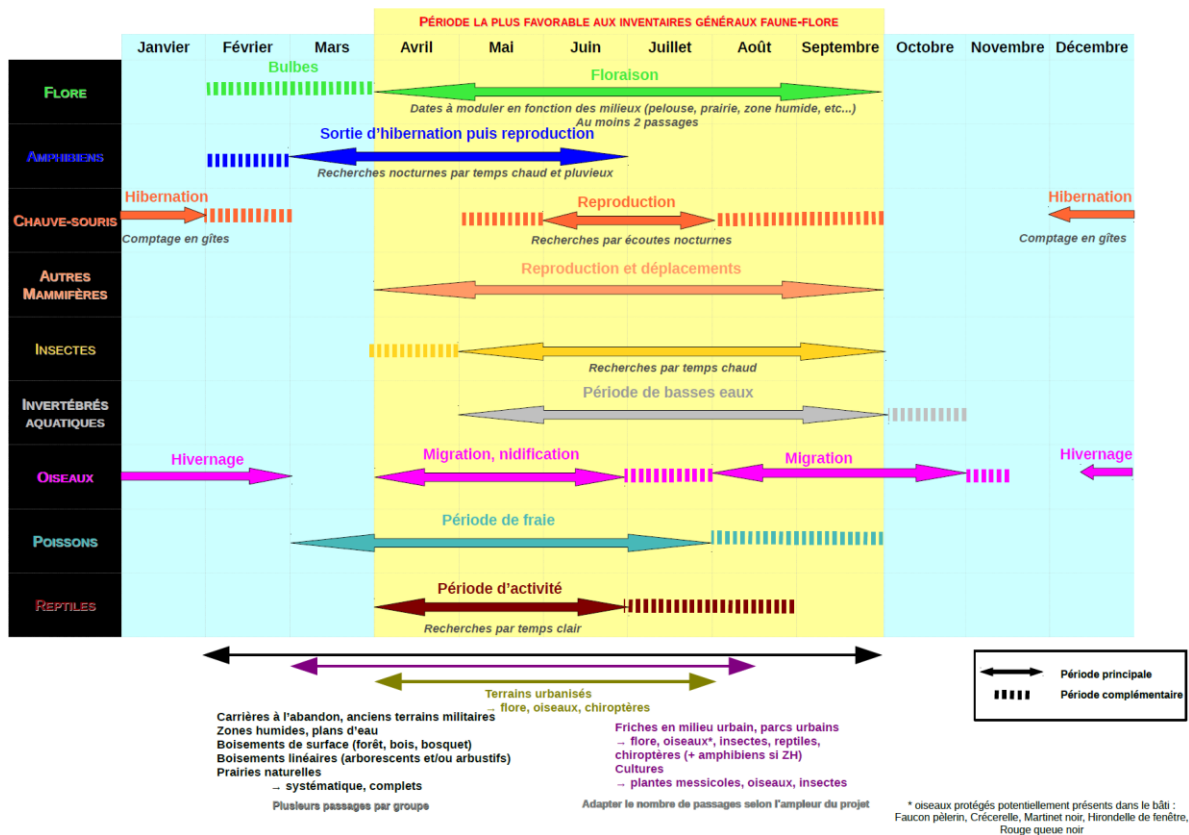 PÉRIODE LA PLUS FAVORABLE AUX INVENTAIRES GÉNÉRAUX FAUNE-FLORE
Janvier Février Mars Avril Mai Juin Juillet Août Septembre Octobre Novembre Décembre
FLORE
Bulbes
Floraison
Dates à moduler en fonction des milieux (pelouse, prairie, zone humide, etc...)
Au moins 2 passages
AMPHIBIENS
Sortie d'hibernation puis reproduction
Recherches nocturnes par temps chaud et pluvieux
CHAUVE-SOURIS
Hibernation
Comptage en gîtes
Reproduction
Recherches par écoutes nocturnes
Hibernation
Comptage en gîtes
AUTRES
MAMMIFÈRES
Reproduction et déplacements
INSECTES
Recherches par temps chaud
INVERTÉBRÉS
AQUATIQUES
Période de basses eaux
OISEAUX
Hivernage
Migration, nidification
Migration
Hivernage
POISSONS
Période de fraie
REPTILES
Période d'activité
Recherches par temps clair
Terrains urbanisés
→ flore, oiseaux, chiroptères
Carrières à l'abandon, anciens terrains militaires
Zones humides, plans d'eau
Boisements de surface (forêt, bois, bosquet)
Boisements linéaires (arborescents et/ou arbustifs)
Prairies naturelles
→ systématique, complets
Plusieurs passages par groupe
Friches en milieu urbain, parcs urbains
→ flore, oiseaux*, insectes, reptiles,
chiroptères (+ amphibiens si ZH)
Cultures
→ plantes messicoles, oiseaux, insectes
Adapter le nombre de passages selon l'ampleur du projet
Période principale
Période complémentaire
* oiseaux protégés potentiellement présents dans le bâti :
Faucon pèlerin, Crécerelle, Martinet noir, Hirondelle de fenêtre,
Rouge queue noir